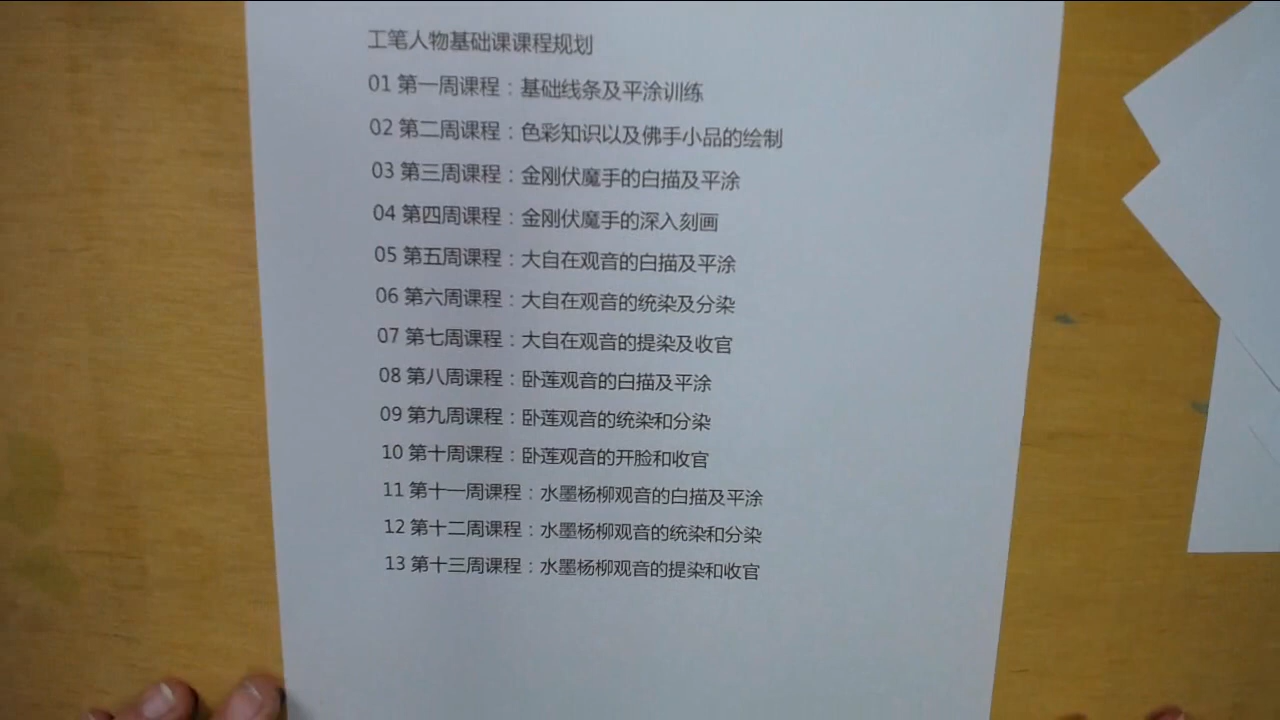 工笔人物基础课课程规划
01 第一周课程：基础线条及平涂训练
02 第二周课程：色彩知识以及佛手小品的绘制
03 第三周课程：金刚伏魔手的白描及平涂
04 第四周课程：金刚伏魔手的深入刻画
05 第五周课程：大自在观音的白描及平涂
06 第六周课程：大自在观音的统染及分染
07 第七周课程：大自在观音的提染及收官
08 第八周课程：卧莲观音的白描及平涂
09 第九周课程：卧莲观音的统染和分染
10 第十周课程：卧莲观音的开脸和收官
11 第十一周课程：水墨杨柳观音的白描及平涂
12 第十二周课程：水墨杨柳观音的统染和分染
13 第十三周课程：水墨杨柳观音的提染和收官